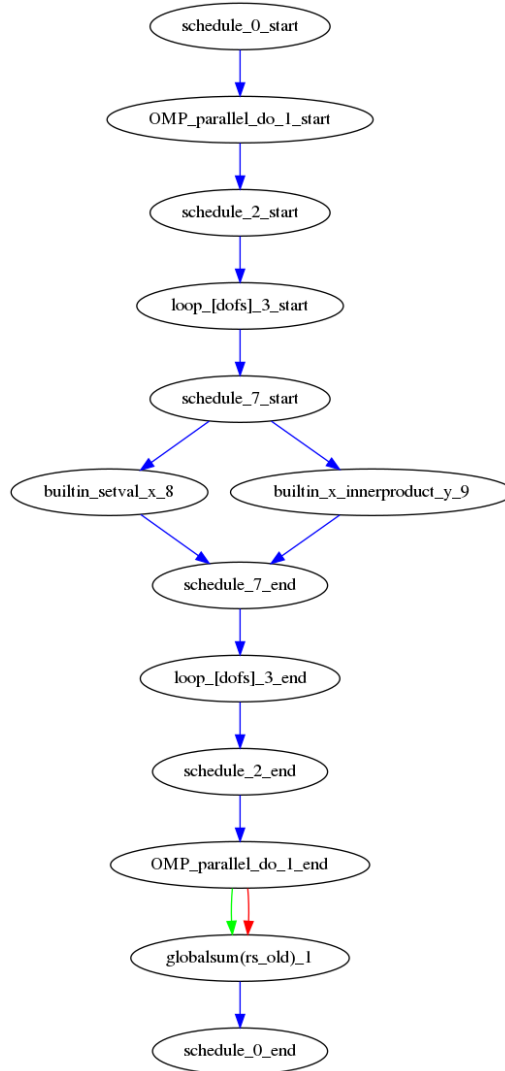 schedule_0_start
OMP_parallel_do_1_start
schedule_2_start
loop_[dofs]_3_start
schedule_7_start
builtin_setval_x_8
builtin_x_innerproduct_y_9
schedule_7_end
loop_[dofs]_3_end
schedule_2_end
OMP_parallel_do_1_end
globalsum(rs_old)_1
schedule_0_end